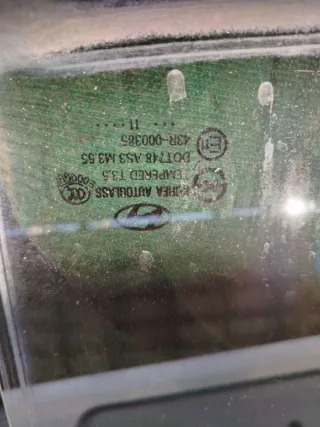 KOREA AUTOGLASS
TEMPERED T3.5
DOT748 AS3 M3.55
43R-000385
.. 11 ......